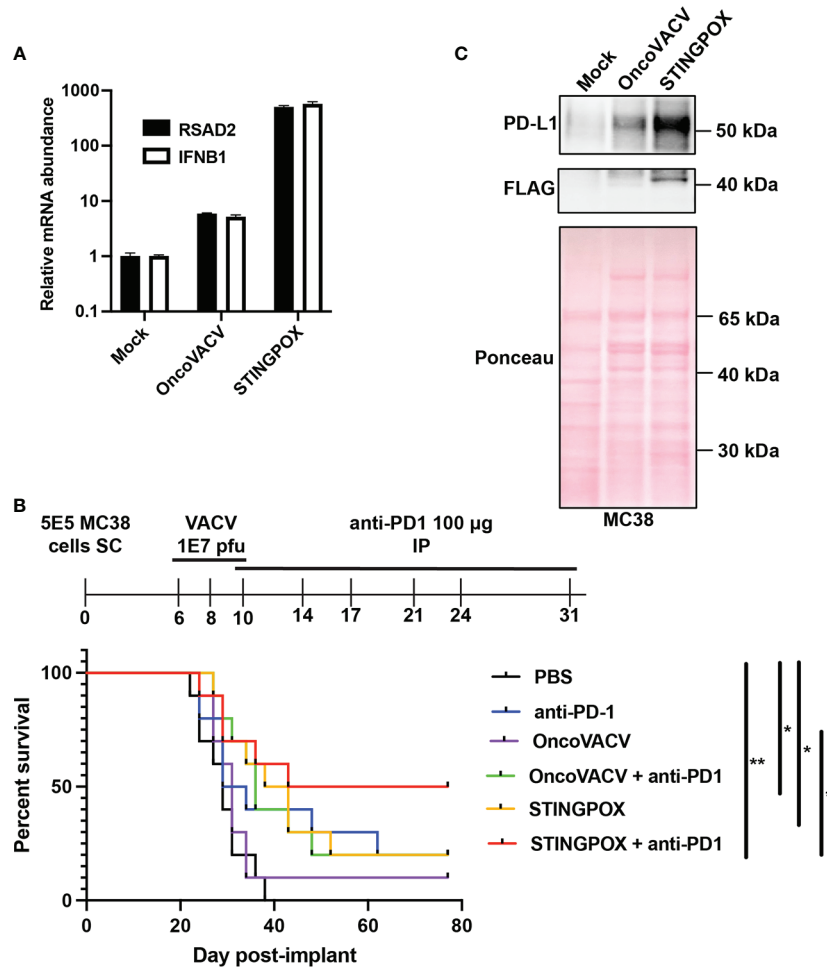 A
Relative mRNA abundance
1000
100
10
1
0.1
RSAD2
IFNB1
Mock
OncoVACV
STINGPOX
C
Mock
OncoVACV
STINGPOX
PD-L1
50 kDa
FLAG
40 kDa
Ponceau
65 kDa
40 kDa
30 kDa
MC38
B
5E5 MC38
cells SC
VACV
1E7 pfu
anti-PD1 100 µg
IP
0 6 8 10 14 17 21 24 31
Percent survival
100
50
0
0 20 40 60 80
Day post-implant
PBS
anti-PD-1
OncoVACV
OncoVACV + anti-PD1
STINGPOX
STINGPOX + anti-PD1
**
*
*